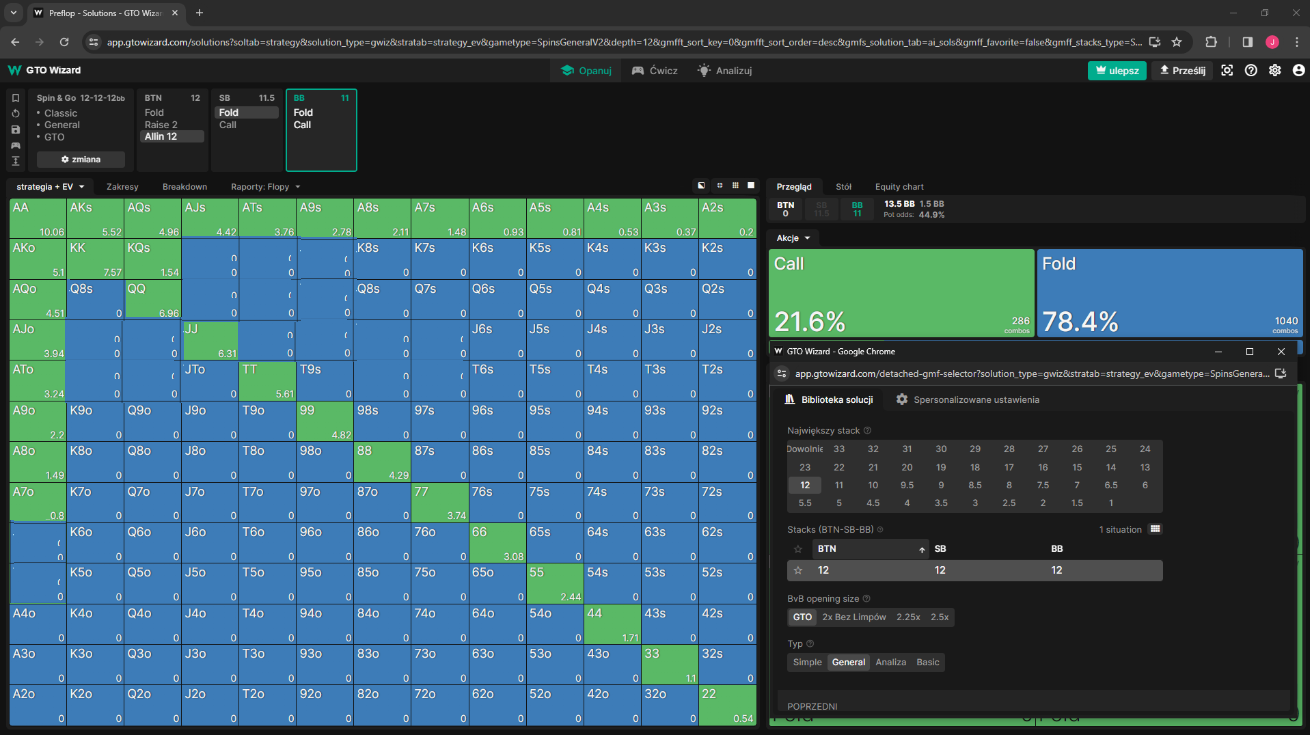 Preflop - Solutions - GTO Wizar
app.gtowizard.com/solutions?soltab=strategy&solution_type=gwiz&stratab=strategy_ev&gametype=SpinsGeneralV2&depth=12&gmfft_sort_key=0&gmfft_sort_order=desc&gmfs_solution_tab=ai_sols&gmff_favorite=false&gmff_stacks_type=S...
J
GTO Wizard
Opanuj
Ćwicz
Analizuj
ulepsz
Prześlij
Spin & Go 12-12-12bb
• Classic
• General
• GTO
zmiana
BTN 12
Fold
Raise 2
Allin 12
SB 11.5
Fold
Call
BB 11
Fold
Call
strategia + EV Zakresy Breakdown Raporty: Flopy
AA AKs AQs AJs ATs A9s A8s A7s A6s A5s A4s A3s A2s
10.06 5.52 4.96 4.42 3.76 2.78 2.11 1.48 0.93 0.81 0.53 0.37 0.2
AKo KK KQs K8s K7s K6s K5s K4s K3s K2s
5.1 7.57 1.54 0 0 0 0 0 0 0 0 0
AQo Q8s QQ Q8s Q7s Q6s Q5s Q4s Q3s Q2s
4.51 0 6.96 0 0 0 0 0 0 0 0
AJo JJ J6s J5s J4s J3s J2s
3.94 0 0 6.31 0 0 0 0 0 0 0 0
ATo JTo TT T9s T6s T5s T4s T3s T2s
3.24 0 0 0 5.61 0 0 0 0 0 0 0 0
A9o K9o Q9o J9o T9o 99 98s 97s 96s 95s 94s 93s 92s
2.2 0 0 0 0 4.82 0 0 0 0 0 0 0
A8o K8o Q8o J8o T8o 98o 88 87s 86s 85s 84s 83s 82s
1.49 0 0 0 0 0 4.29 0 0 0 0 0 0
A7o K7o Q7o J7o T7o 97o 87o 77 76s 75s 74s 73s 72s
0.8 0 0 0 0 0 0 3.74 0 0 0 0 0
K6o Q6o J6o T6o 96o 86o 76o 66 65s 64s 63s 62s
0 0 0 0 0 0 0 0 3.08 0 0 0 0
K5o Q5o J5o T5o 95o 85o 75o 65o 55 54s 53s 52s
0 0 0 0 0 0 0 0 0 2.44 0 0 0
A4o K4o Q4o J4o T4o 94o 84o 74o 64o 54o 44 43s 42s
0 0 0 0 0 0 0 0 0 0 1.71 0 0
A3o K3o Q3o J3o T3o 93o 83o 73o 63o 53o 43o 33 32s
0 0 0 0 0 0 0 0 0 0 0 1.1 0
A2o K2o Q2o J2o T2o 92o 82o 72o 62o 52o 42o 32o 22
0 0 0 0 0 0 0 0 0 0 0 0 0.54
Przegląd Stół Equity chart
BTN SB BB 13.5 BB 1.5 BB
0 11.5 11 Pot odds: 44.9%
Akcje
Call
21.6%
286
combos
Fold
78.4%
1040
combos
GTO Wizard - Google Chrome
app.gtowizard.com/detached-gmf-selector?solution_type=gwiz&stratab=strategy_ev&gametype=SpinsGenera...
Biblioteka solucji
Spersonalizowane ustawienia
Największy stack
Dowolnie 33 32 31 30 29 28 27 26 25 24
23 22 21 20 19 18 17 16 15 14 13
12 11 10 9.5 9 8.5 8 7.5 7 6.5 6
5.5 5 4.5 4 3.5 3 2.5 2 1.5 1
Stacks (BTN-SB-BB) 1 situation
BTN SB BB
12 12 12
BvB opening size
GTO 2x Bez Limpów 2.25x 2.5x
Typ
Simple General Analiza Basic
POPRZEDNI